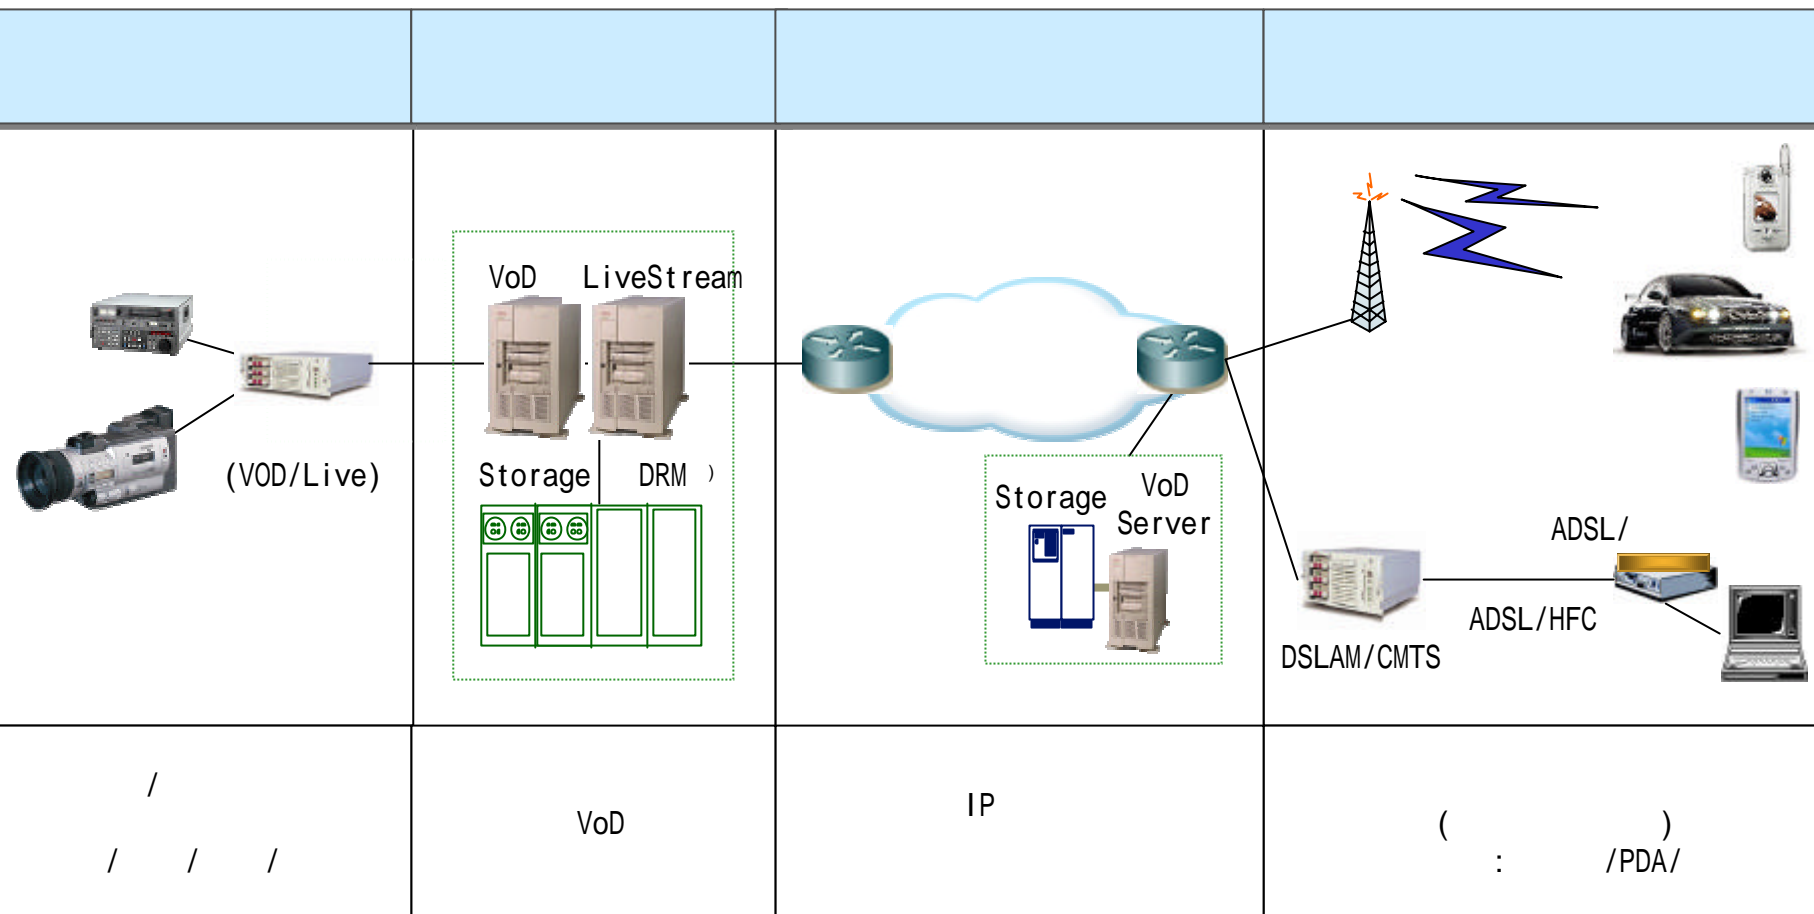 VoD LiveStream
(VOD/Live)
Storage DRM )
Storage
VoD
Server
ADSL/
ADSL/HFC
DSLAM/CMTS
/
/ / /
VoD
IP
( )
: /PDA/